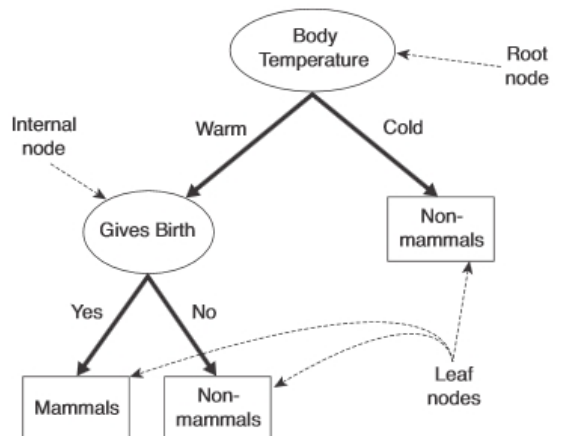 Body
Temperature
Root
node
Warm
Cold
Internal
node
Gives Birth
Non-
mammals
Yes
No
Mammals
Non-
mammals
Leaf
nodes